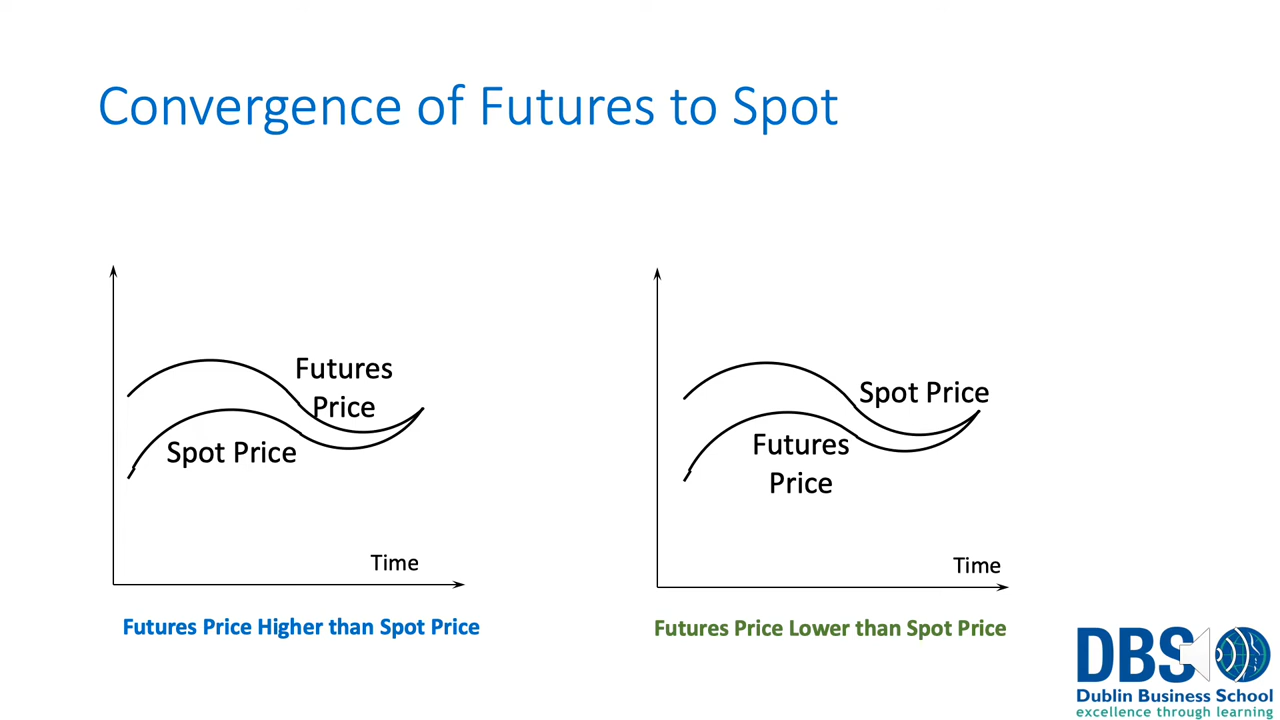 Convergence of Futures to Spot
Futures
Price
Spot Price
Time
Futures Price Higher than Spot Price
Spot Price
Futures
Price
Time
Futures Price Lower than Spot Price
DBS
Dublin Business School
excellence through learning